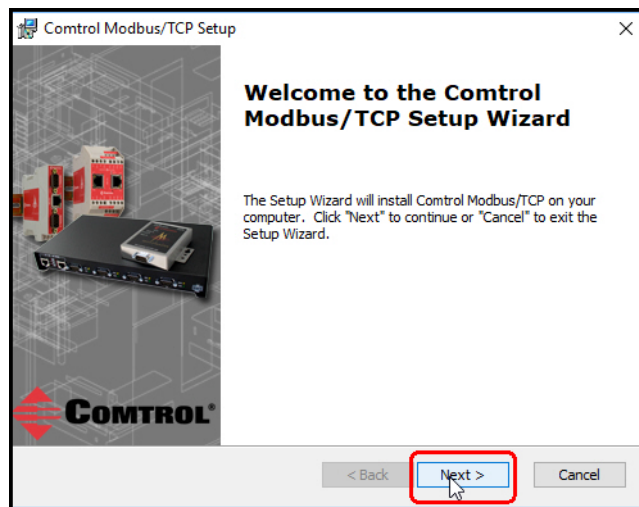 Comtrol Modbus/TCP Setup
Welcome to the Comtrol
Modbus/TCP Setup Wizard
The Setup Wizard will install Comtrol Modbus/TCP on your
computer. Click "Next" to continue or "Cancel" to exit the
Setup Wizard.
COMTROL®
< Back
Next >
Cancel